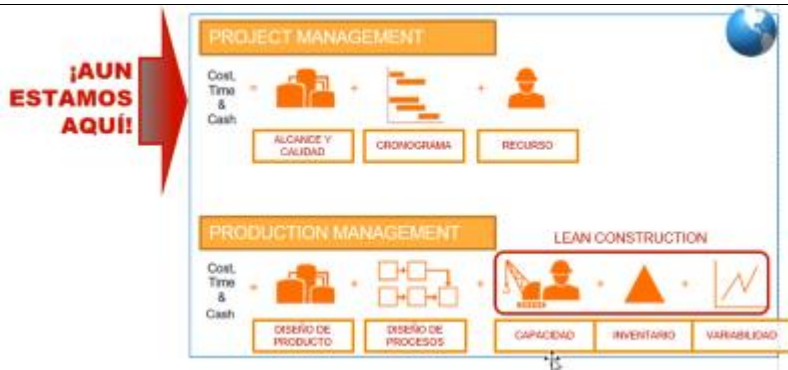 ¡AUN
ESTAMOS
AQUÍ!
PROJECT MANAGEMENT
Cost,
Time
&
Cash
=
+
+
ALCANCE Y
CALIDAD
CRONOGRAMA
RECURSO
PRODUCTION MANAGEMENT
LEAN CONSTRUCTION
Cost,
Time
&
Cash
=
+
+
+
+
DISEÑO DE
PRODUCTO
DISEÑO DE
PROCESOS
CAPACIDAD
INVENTARIO
VARIABILIDAD